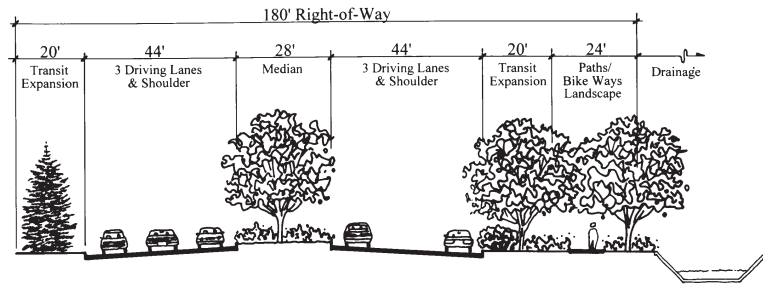 180' Right-of-Way
20' 44' 28' 44' 20' 24'
Transit
Expansion
3 Driving Lanes
& Shoulder
Median
3 Driving Lanes
& Shoulder
Transit
Expansion
Paths/
Bike Ways
Landscape
Drainage